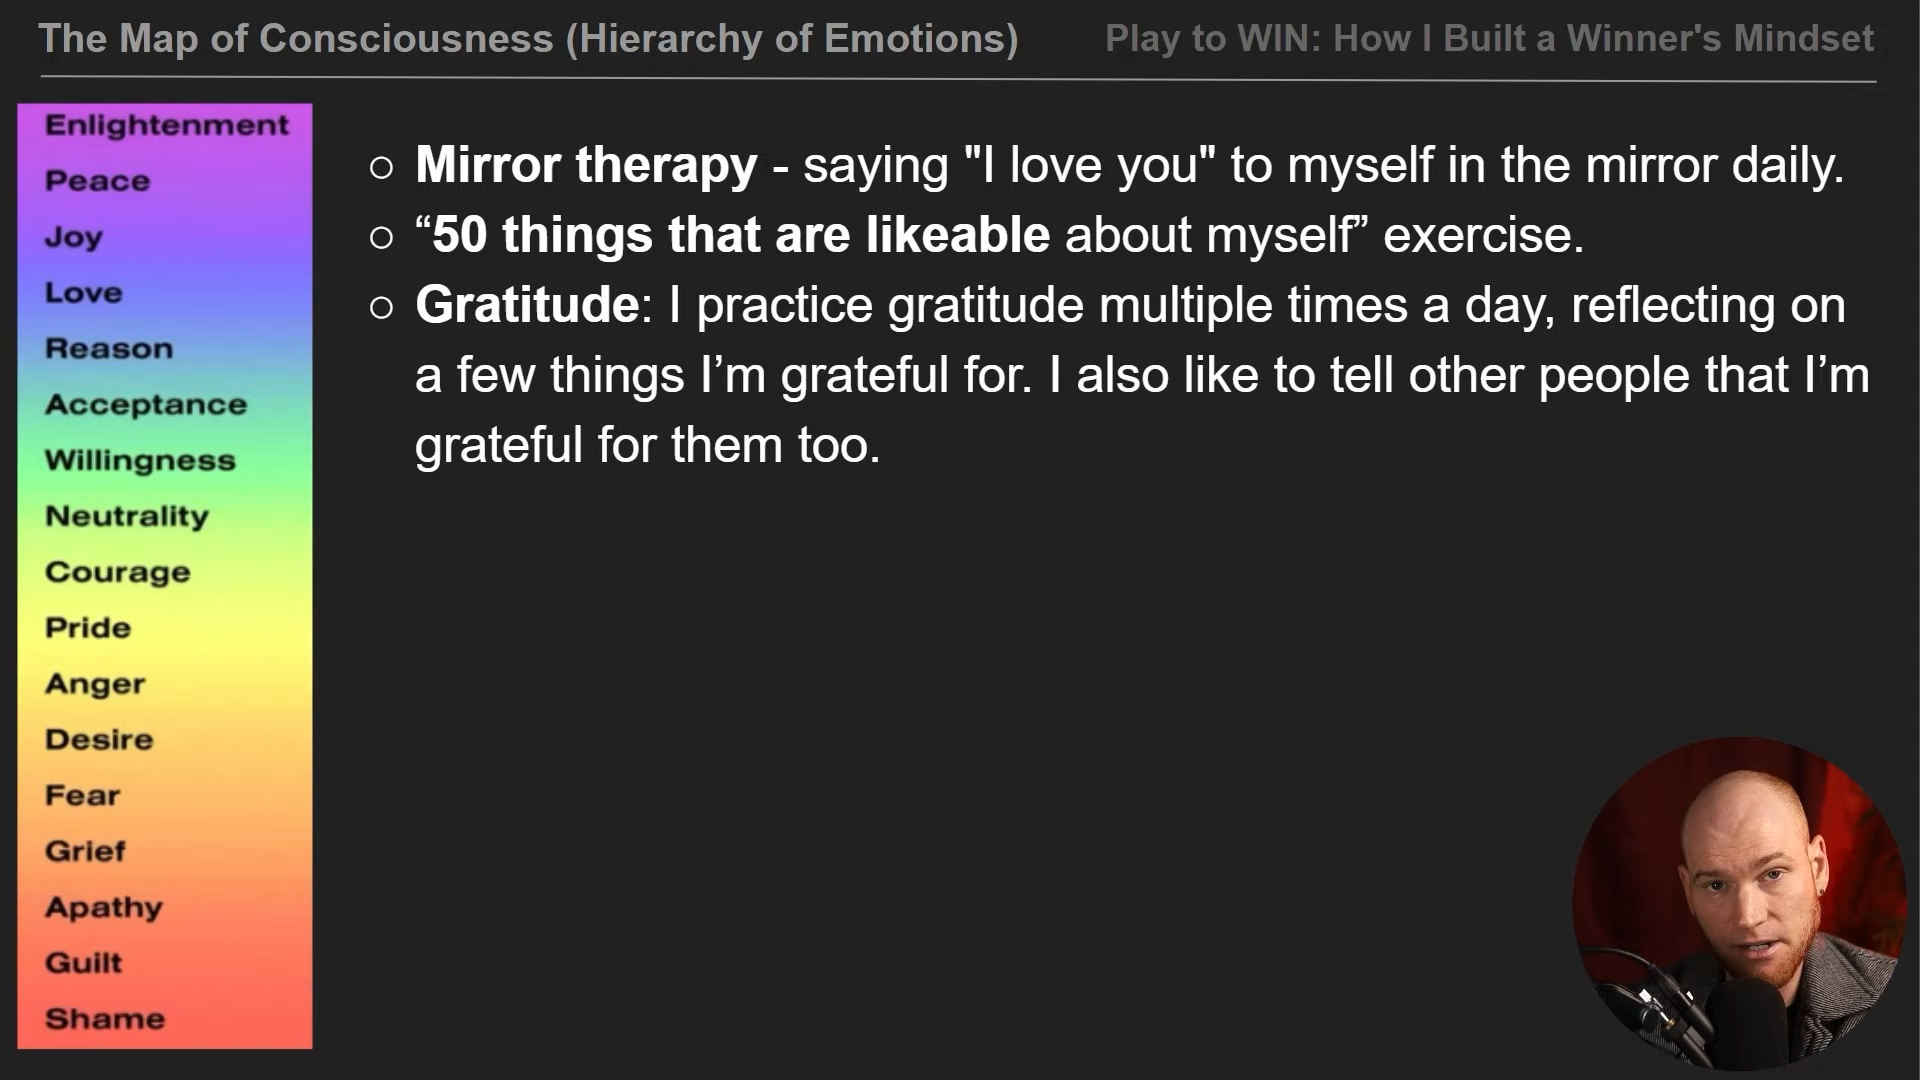 The Map of Consciousness (Hierarchy of Emotions)
Play to WIN: How I Built a Winner's Mindset
Enlightenment
Peace
Joy
Love
Reason
Acceptance
Willingness
Neutrality
Courage
Pride
Anger
Desire
Fear
Grief
Apathy
Guilt
Shame
○ Mirror therapy - saying "I love you" to myself in the mirror daily.
○ “50 things that are likeable about myself” exercise.
○ Gratitude: I practice gratitude multiple times a day, reflecting on
a few things I’m grateful for. I also like to tell other people that I’m
grateful for them too.